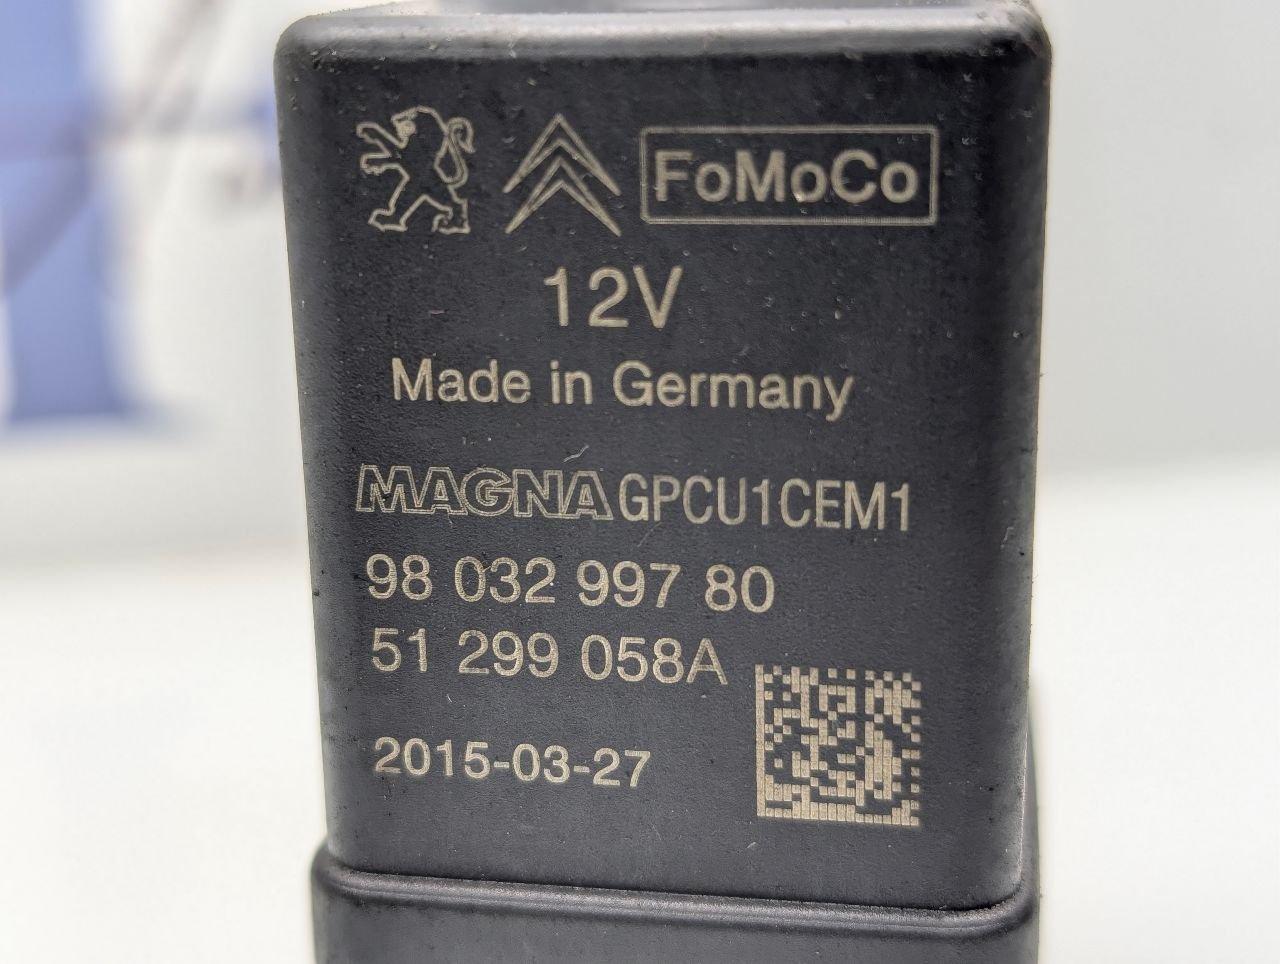 FoMoCo
12V
Made in Germany
MAGNA GPCU1CEM1
98 032 997 80
51 299 058A
2015-03-27